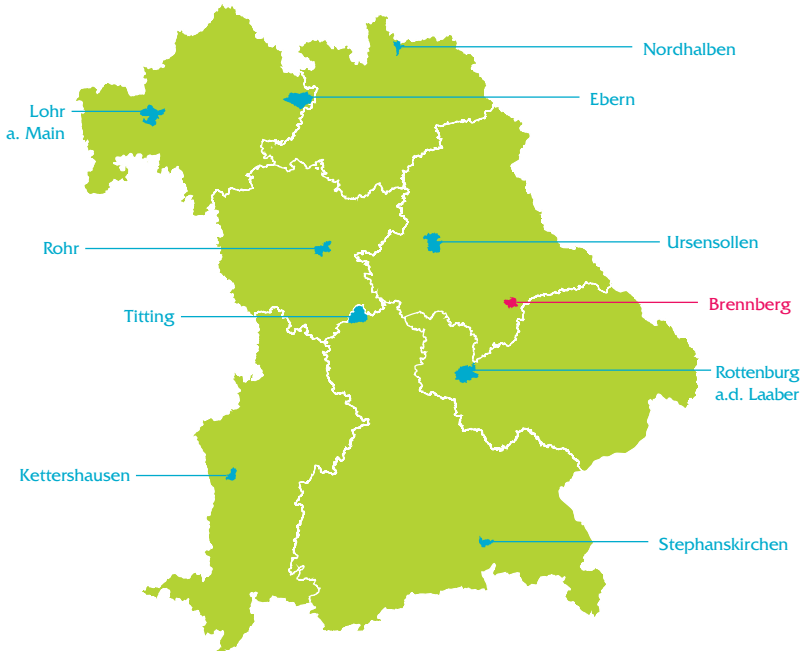 Nordhalben
Ebern
Lohr
a. Main
Rohr
Ursensollen
Brennberg
Titting
Rottenburg
a.d. Laaber
Kettershausen
Stephanskirchen